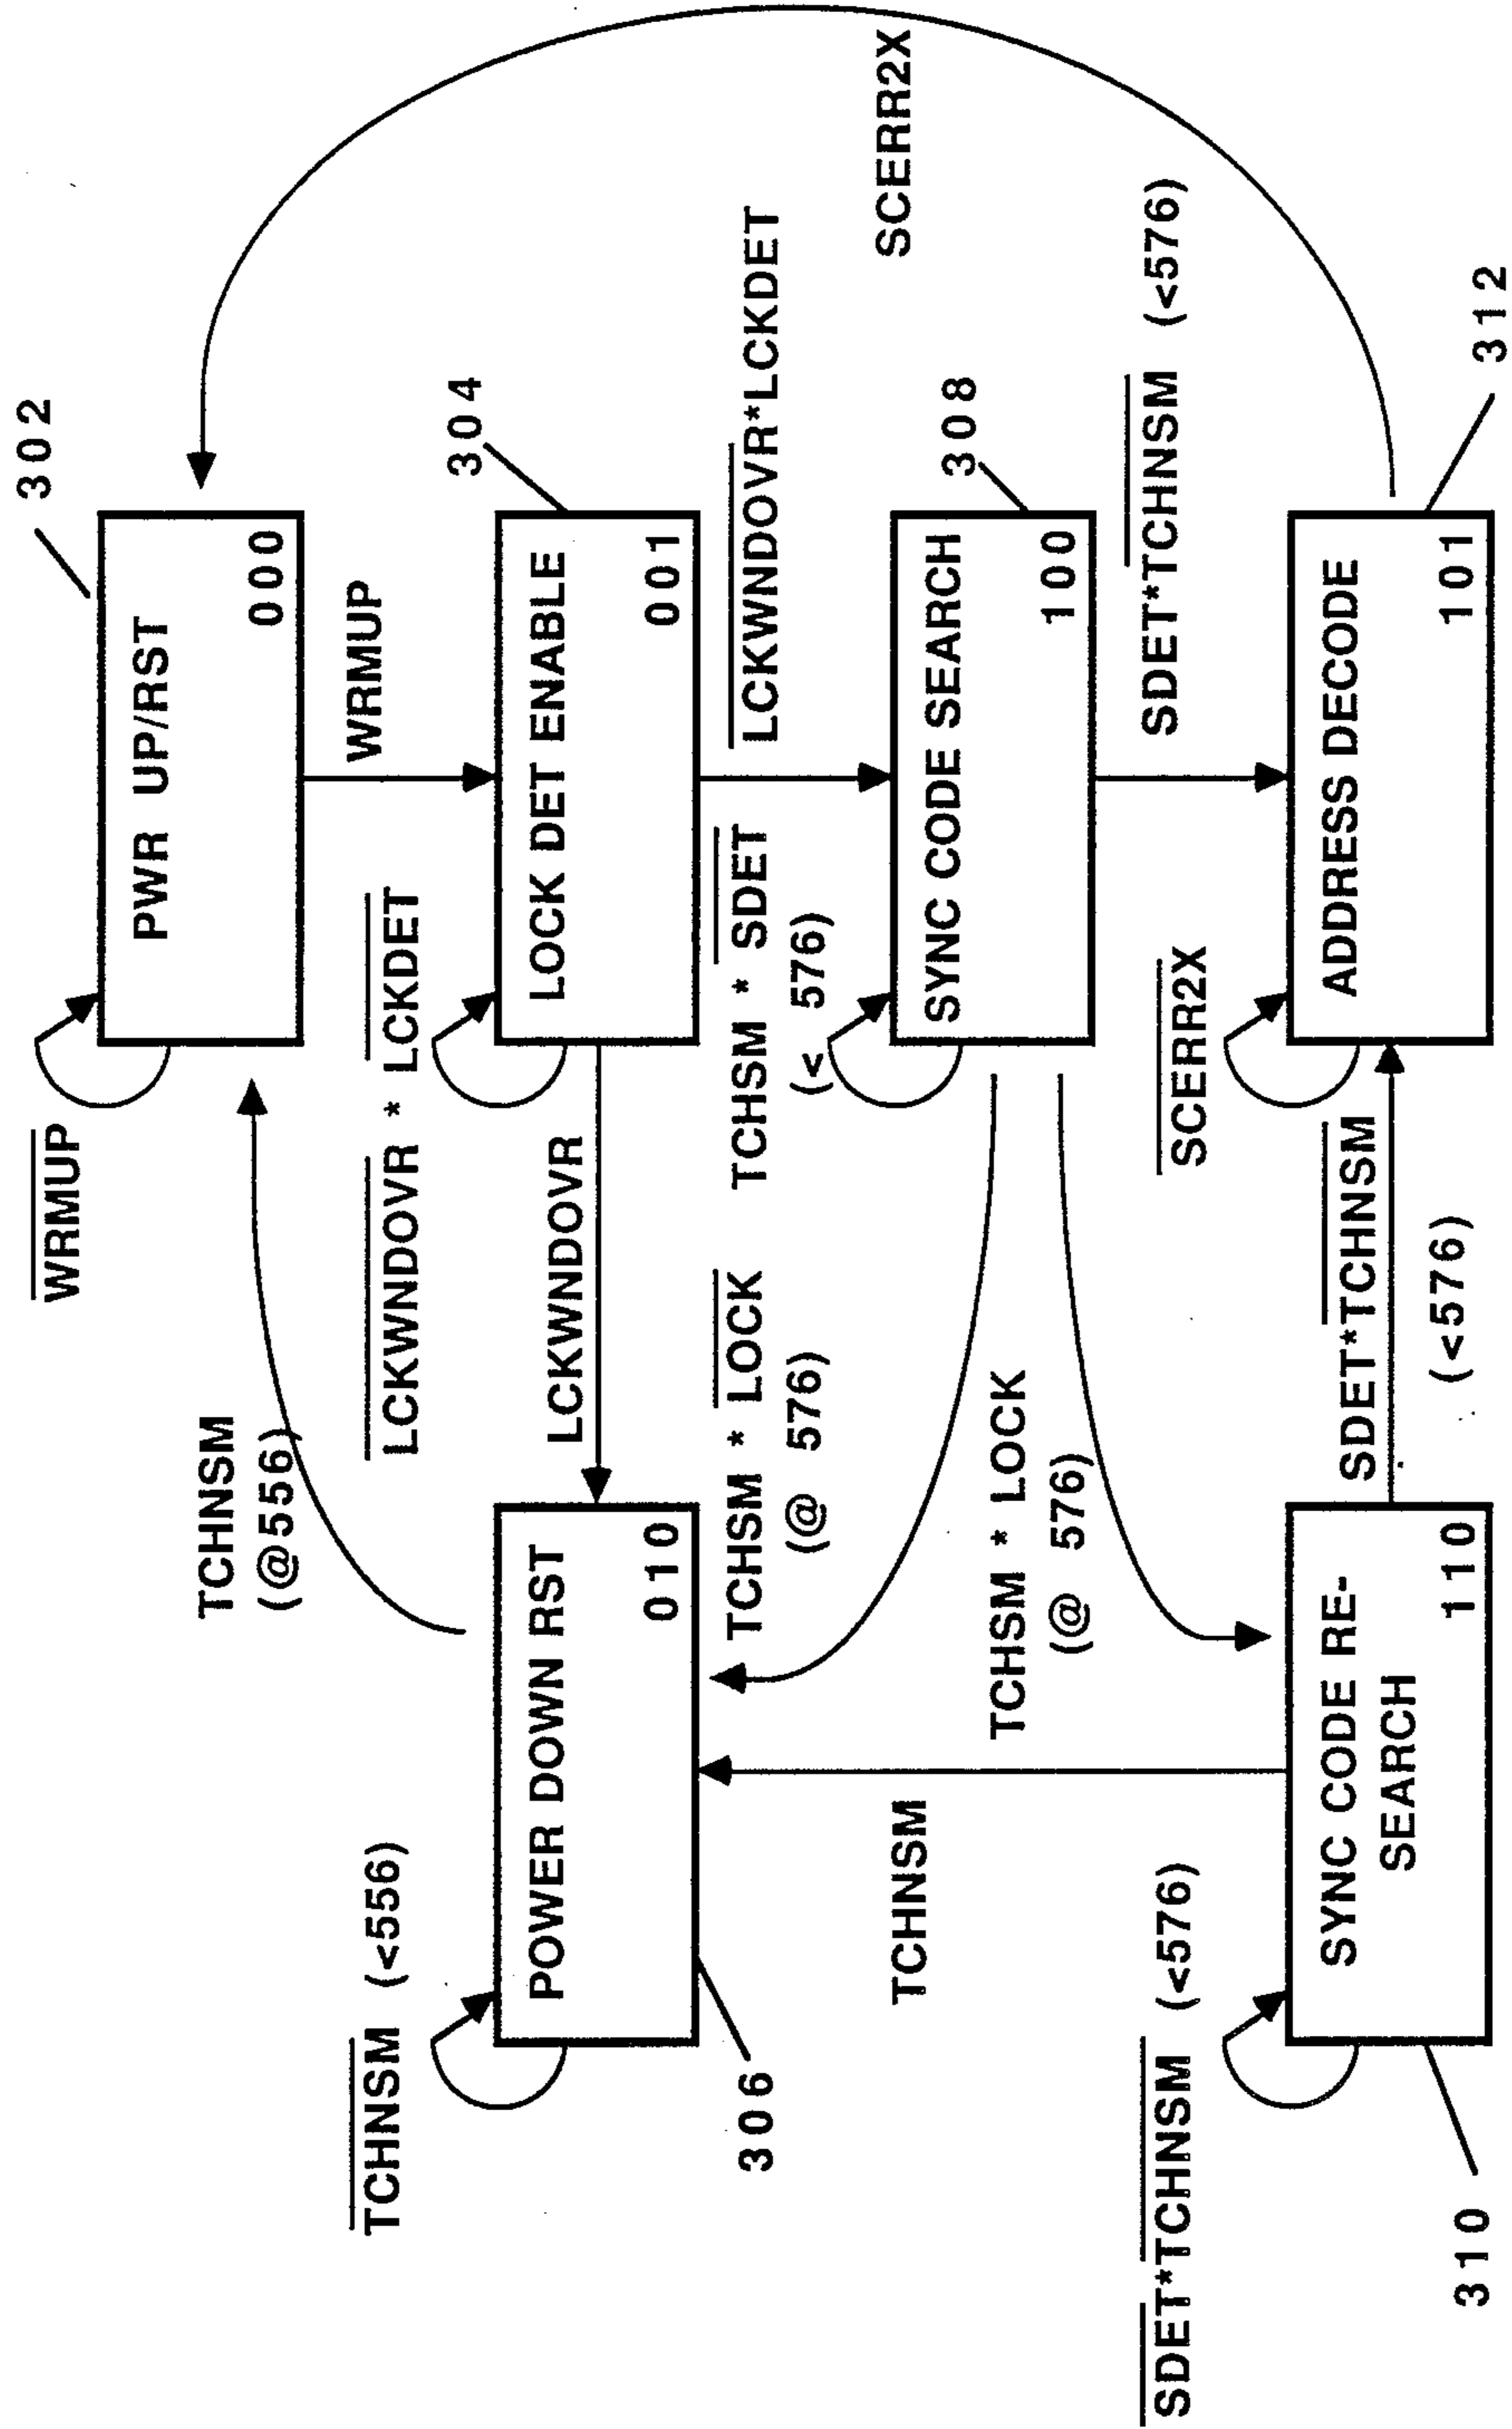 302
WRMUP
PWR UP/RST
000
TCHNSM
(@556)
WRMUP
TCHNSM (<556)
LCKWNDOVR * LCKDET
304
POWER DOWN RST
010
LCKWNDOVR
LOCK DET ENABLE
001
306
TCHSM * LOCK
(@ 576)
TCHSM * SDET
(< 576)
LCKWNDOVR*LCKDET
SCERR2X
TCHNSM
308
SYNC CODE SEARCH
100
TCHSM * LOCK
(@ 576)
SDET*TCHNSM (<576)
SCERR2X
SDET*TCHNSM (<576)
310
SYNC CODE RE-
SEARCH
110
SDET*TCHNSM
(<576)
ADDRESS DECODE
101
312